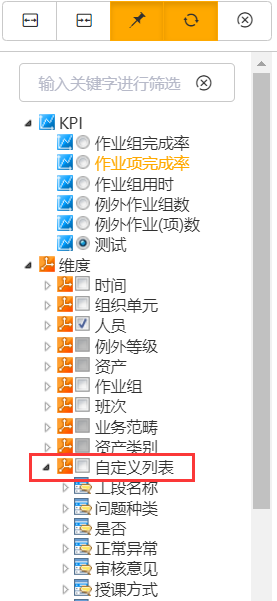 输入关键字进行筛选
KPI
作业组完成率
作业项完成率
作业组用时
例外作业组数
例外作业(项)数
测试
维度
时间
组织单元
人员
例外等级
资产
作业组
班次
业务范畴
资产类别
自定义列表
工段名称
问题种类
是否
正常异常
审核意见
授课方式